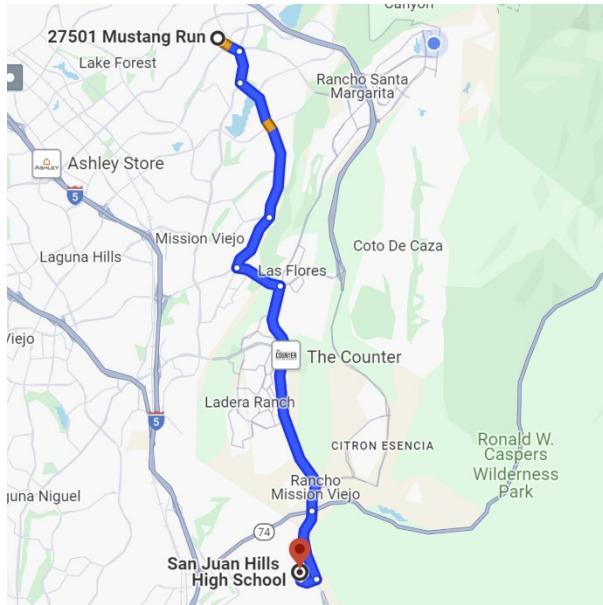 Canyon
27501 Mustang Run
Lake Forest
Rancho Santa
Margarita
ASHLEY
Ashley Store
5
Mission Viejo
Coto De Caza
Laguna Hills
Las Flores
Viejo
COUNTER
The Counter
Ladera Ranch
5
CITRON ESENCIA
Ronald W.
Caspers
Wilderness
Park
Rancho
Mission Viejo
guna Niguel
74
San Juan Hills
High School